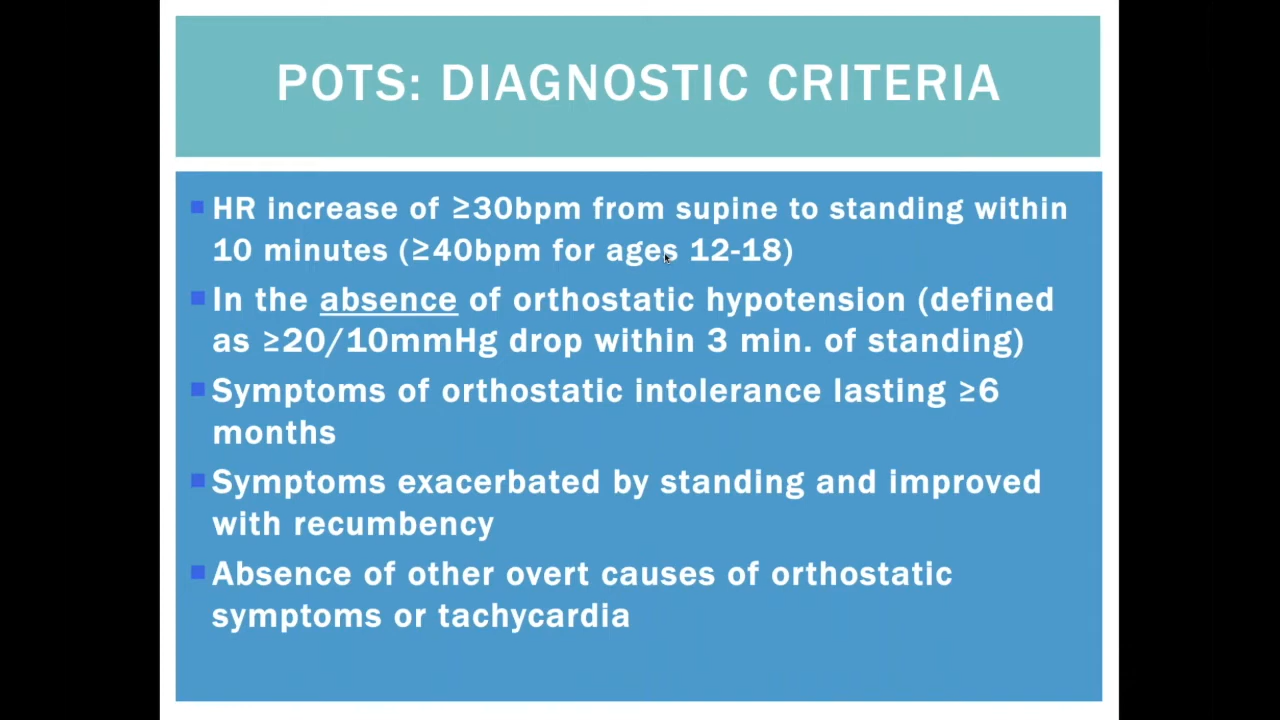 POTS: DIAGNOSTIC CRITERIA
HR increase of ≥30bpm from supine to standing within
10 minutes (≥40bpm for ages 12-18)
In the absence of orthostatic hypotension (defined
as ≥20/10mmHg drop within 3 min. of standing)
Symptoms of orthostatic intolerance lasting ≥6
months
Symptoms exacerbated by standing and improved
with recumbency
Absence of other overt causes of orthostatic
symptoms or tachycardia